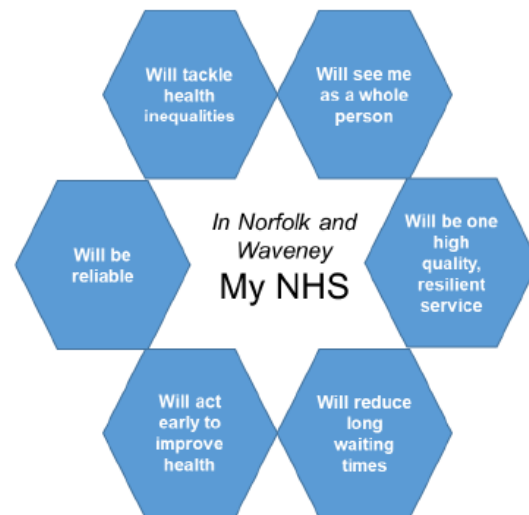 Will tackle
health
inequalities
Will see me
as a whole
person
Will be
reliable
In Norfolk and
Waveney
My NHS
Will be one
high
quality,
resilient
service
Will act
early to
improve
health
Will reduce
long
waiting
times